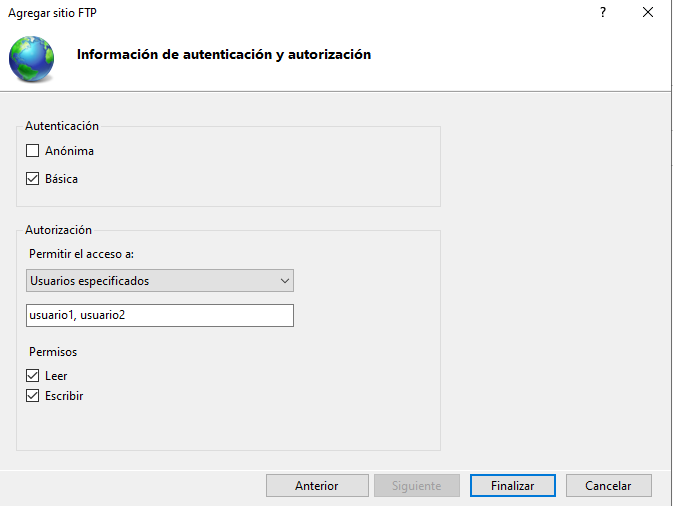 Agregar sitio FTP
?
Información de autenticación y autorización
Autenticación
Anónima
Básica
Autorización
Permitir el acceso a:
Usuarios especificados
usuario1, usuario2
Permisos
Leer
Escribir
Anterior Siguiente Finalizar Cancelar